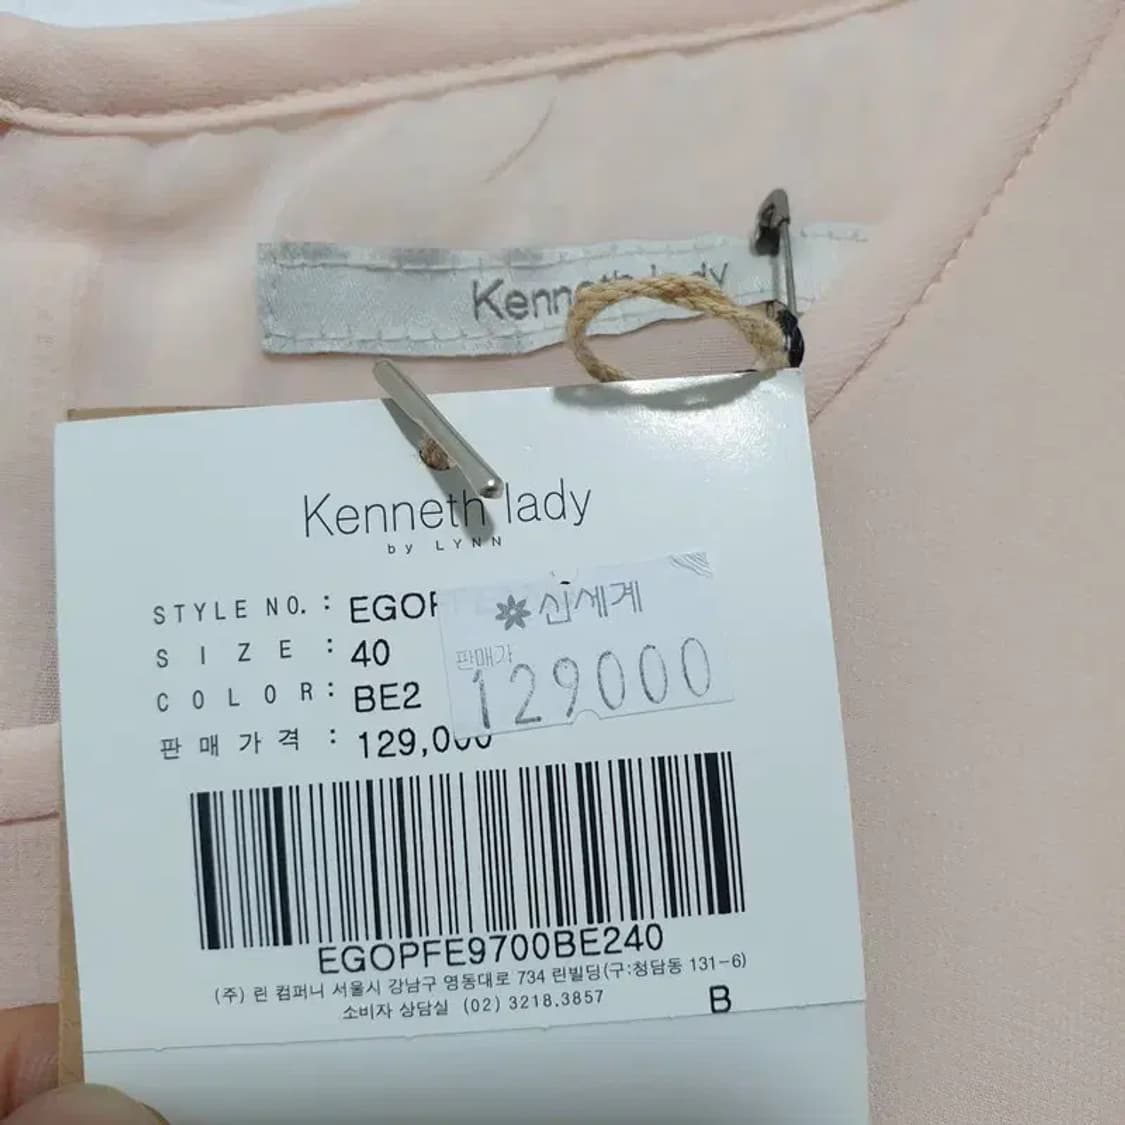 Kenneth lady
Kenneth lady
by LYNN
STYLE NO. : EGOPF
신세계
SIZE : 40
판매가
129000
COLOR : BE2
판매가격 : 129,000
EGOPFE9700BE240
(주) 린 컴퍼니 서울시 강남구 영동대로 734 린빌딩(구:청담동 131-6)
소비자 상담실 (02) 3218.3857
B